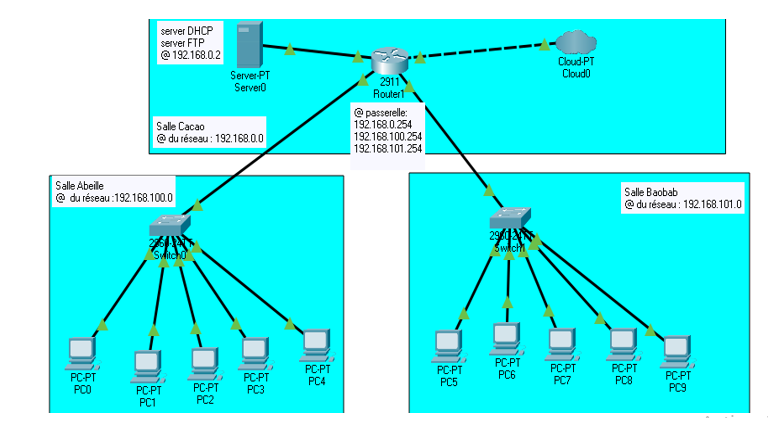 server DHCP
server FTP
@ 192.168.0.2
Server-PT
Server0
Cloud-PT
Cloud0
2911
Router1
@ passerelle:
192.168.0.254
192.168.100.254
192.168.101.254
Salle Cacao
@ du réseau : 192.168.0.0
Salle Abeille
@ du réseau :192.168.100.0
Salle Baobab
@ du réseau : 192.168.101.0
Switch0
Switch1
PC-PT
PC0
PC-PT
PC1
PC-PT
PC2
PC-PT
PC3
PC-PT
PC4
PC-PT
PC5
PC-PT
PC6
PC-PT
PC7
PC-PT
PC8
PC-PT
PC9